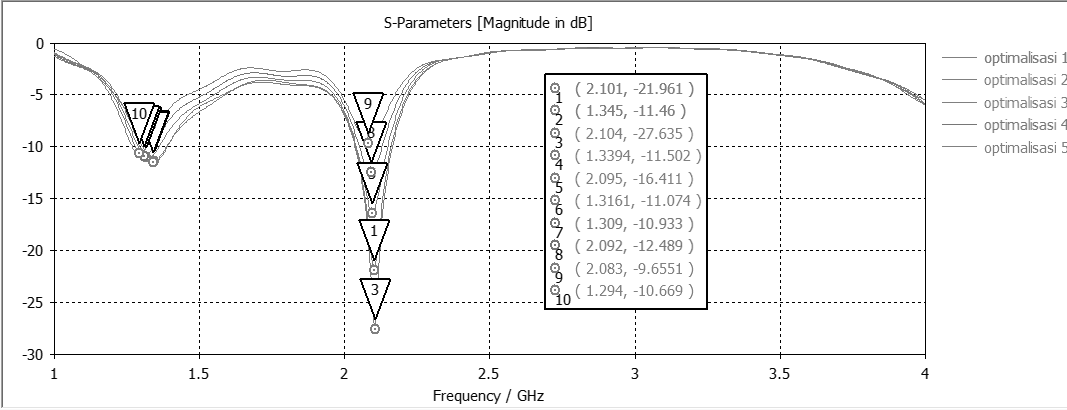 S-Parameters [Magnitude in dB]
0
-5
-10
-15
-20
-25
-30
1
1.5
2
2.5
3
3.5
4
Frequency / GHz
10
9
8
1
3
1 ( 2.101, -21.961 )
2 ( 1.345, -11.46 )
3 ( 2.104, -27.635 )
4 ( 1.3394, -11.502 )
5 ( 2.095, -16.411 )
6 ( 1.3161, -11.074 )
7 ( 1.309, -10.933 )
8 ( 2.092, -12.489 )
9 ( 2.083, -9.6551 )
10 ( 1.294, -10.669 )
optimalisasi 1
optimalisasi 2
optimalisasi 3
optimalisasi 4
optimalisasi 5